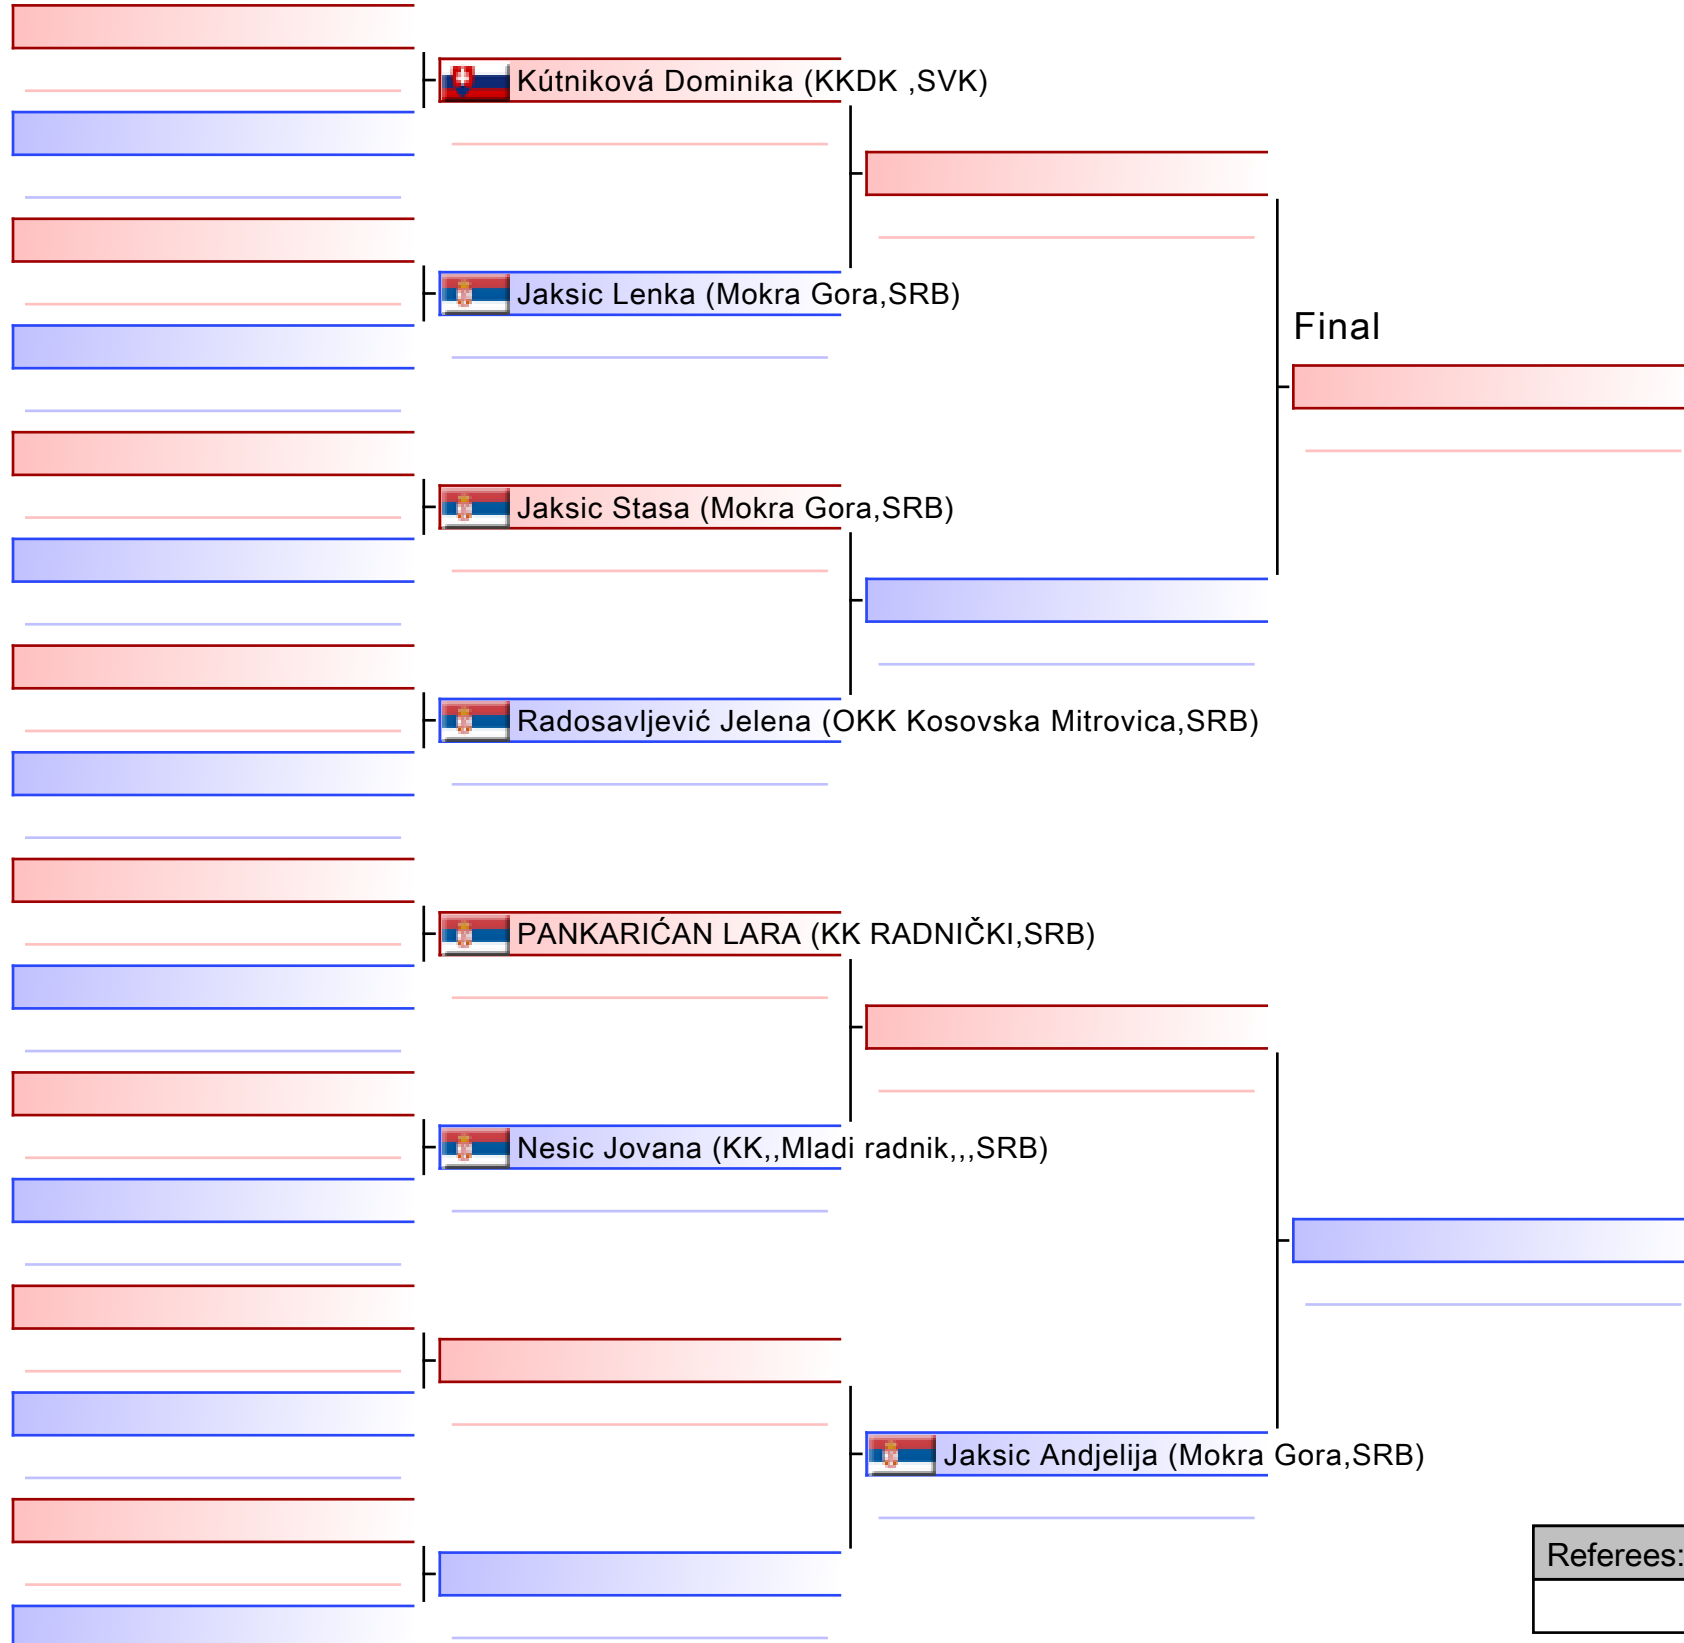 Kútniková Dominika (KKDK ,SVK)
Jaksic Lenka (Mokra Gora,SRB)
Final
Jaksic Stasa (Mokra Gora,SRB)
Radosavljević Jelena (OKK Kosovska Mitrovica,SRB)
PANKARIĆAN LARA (KK RADNIČKI,SRB)
Nesic Jovana (KK,,Mladi radnik,,,SRB)
Jaksic Andjelija (Mokra Gora,SRB)
Referees: